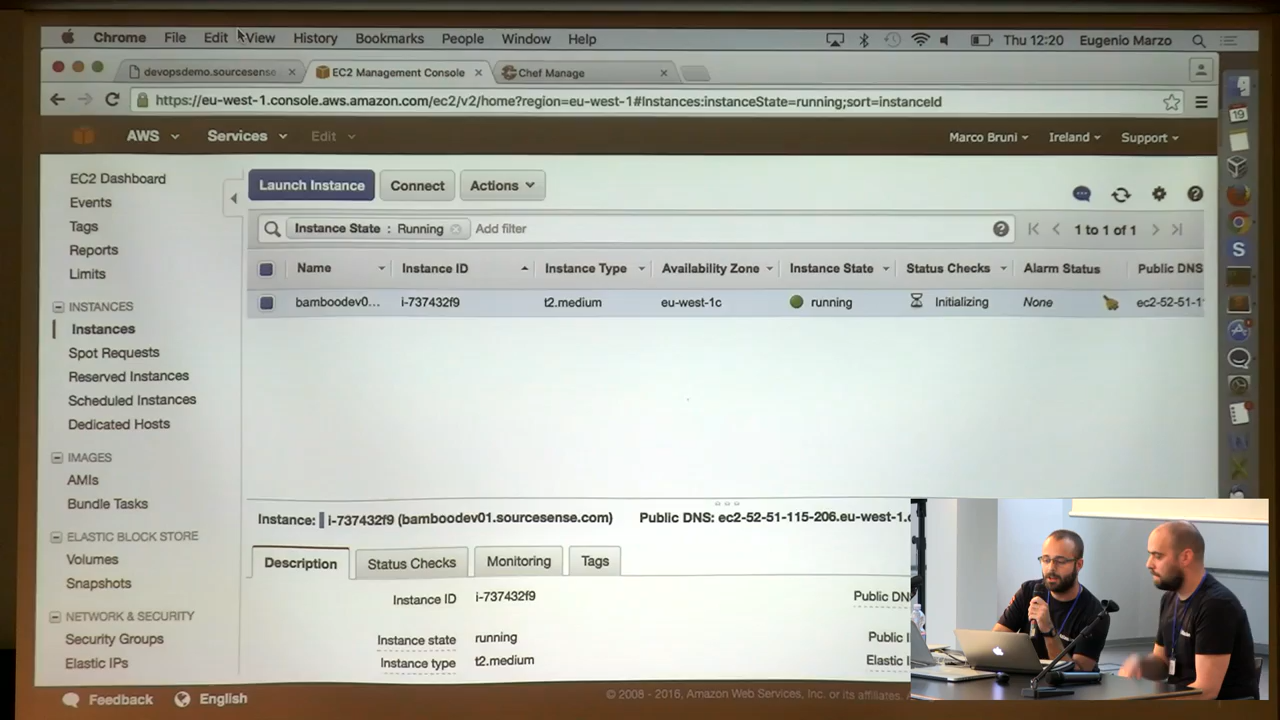 Chrome File Edit View History Bookmarks People Window Help Thu 12:20 Eugenio Marzo
devopsdemo.sourcesense. EC2 Management Console Chef Manage
https://eu-west-1.console.aws.amazon.com/ec2/v2/home?region=eu-west-1#Instances:instanceState=running;sort=instanceId
AWS Services Edit Marco Bruni Ireland Support
EC2 Dashboard
Events
Tags
Reports
Limits
INSTANCES
Instances
Spot Requests
Reserved Instances
Scheduled Instances
Dedicated Hosts
IMAGES
AMIs
Bundle Tasks
ELASTIC BLOCK STORE
Volumes
Snapshots
NETWORK & SECURITY
Security Groups
Elastic IPs
Launch Instance Connect Actions
Instance State : Running Add filter 1 to 1 of 1
Name Instance ID Instance Type Availability Zone Instance State Status Checks Alarm Status Public DNS
bamboodev0... i-737432f9 t2.medium eu-west-1c running Initializing None ec2-52-51-1
Instance: i-737432f9 (bamboodev01.sourcesense.com) Public DNS: ec2-52-51-115-206.eu-west-1.c
Description Status Checks Monitoring Tags
Instance ID i-737432f9 Public DN
Instance state running Public I
Instance type t2.medium Elastic I
Feedback English © 2008 - 2016, Amazon Web Services, Inc. or its affiliates.
19
S